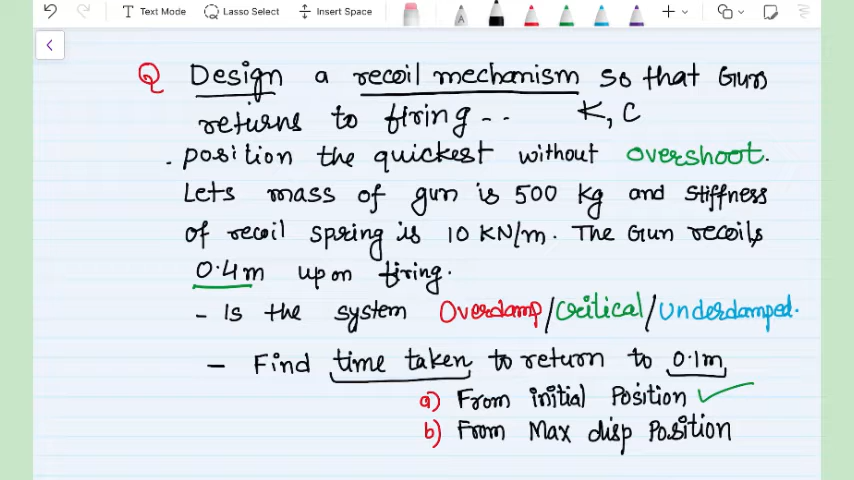 Text Mode Lasso Select Insert Space
Q Design a recoil mechanism so that Gun
returns to firing.. K, C
. position the quickest without overshoot.
Lets mass of gun is 500 kg and stiffness
of recoil spring is 10 KN/m. The Gun recoils
0.4m upon firing.
- Is the system Overdamp/Critical/Underdamped.
- Find time taken to return to 0.1m
a) From initial Position ✓
b) From Max disp Position